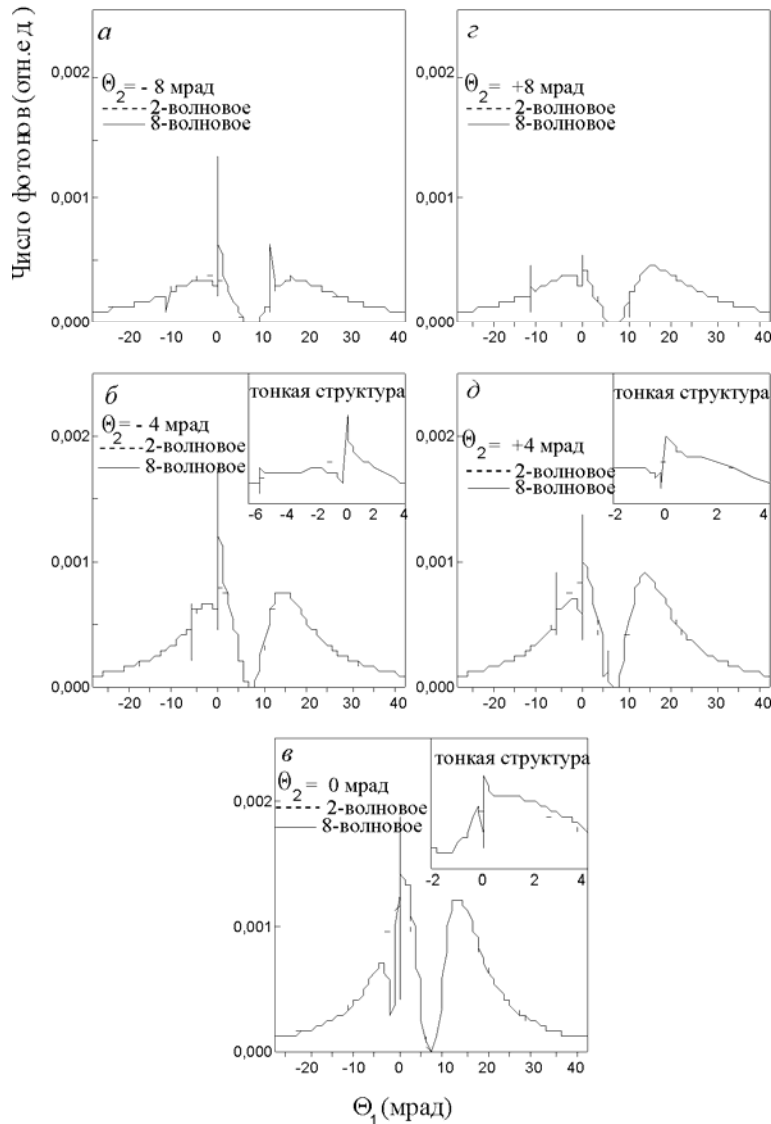 Число фотонов (отн.ед.)
а
Θ2 = - 8 мрад
2-волновое
8-волновое
0,002
0,001
0,000
-20 -10 0 10 20 30 40
г
Θ2 = +8 мрад
2-волновое
8-волновое
0,002
0,001
0,000
-20 -10 0 10 20 30 40
б
Θ2 = - 4 мрад
2-волновое
8-волновое
тонкая структура
-6 -4 -2 0 2 4
0,002
0,001
0,000
-20 -10 0 10 20 30 40
д
Θ2 = +4 мрад
2-волновое
8-волновое
тонкая структура
-2 0 2 4
0,002
0,001
0,000
-20 -10 0 10 20 30 40
в
Θ2 = 0 мрад
2-волновое
8-волновое
тонкая структура
-2 0 2 4
0,002
0,001
0,000
-20 -10 0 10 20 30 40
Θ1 (мрад)